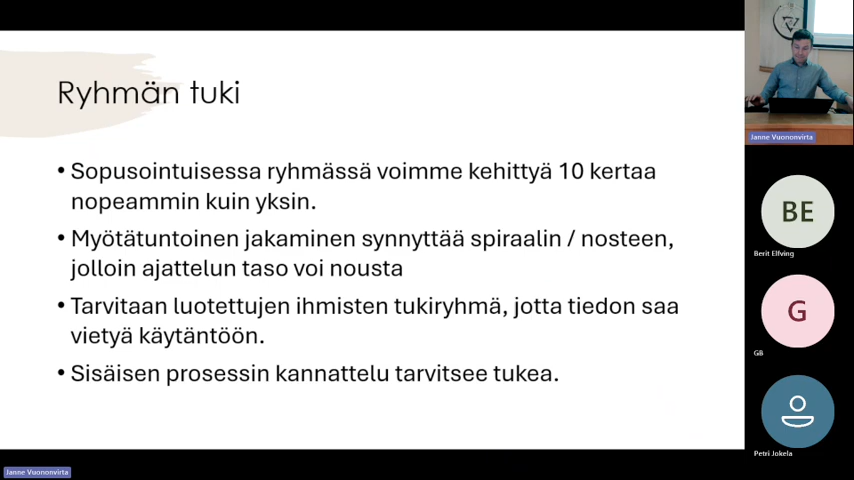 Ryhmän tuki
• Sopusointuisessa ryhmässä voimme kehittyä 10 kertaa
nopeammin kuin yksin.
• Myötätuntoinen jakaminen synnyttää spiraalin / nosteen,
jolloin ajattelun taso voi nousta
• Tarvitaan luotettujen ihmisten tukiryhmä, jotta tiedon saa
vietyä käytäntöön.
• Sisäisen prosessin kannattelu tarvitsee tukea.
Janne Vuononvirta
BE
Berit Elfving
G
GB
Petri Jokela
Janne Vuononvirta